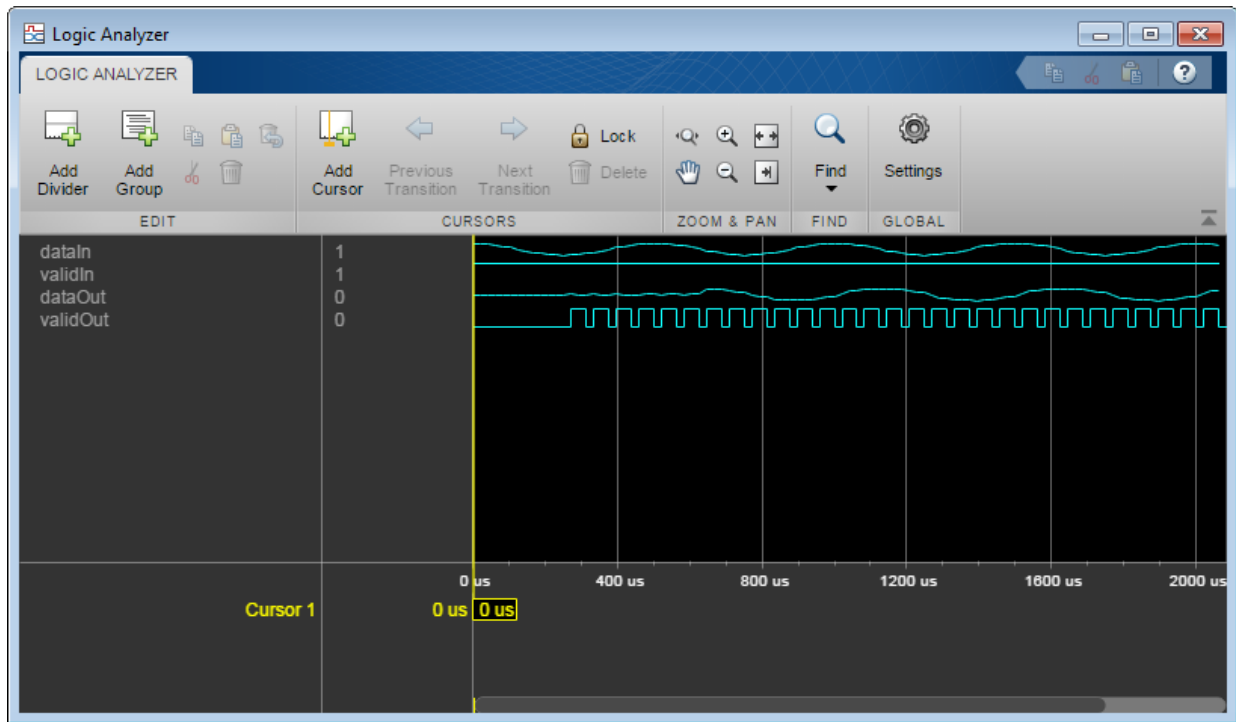 Logic Analyzer
LOGIC ANALYZER
Add Divider
Add Group
Add Cursor
Previous Transition
Next Transition
Lock
Delete
Find
Settings
EDIT
CURSORS
ZOOM & PAN
FIND
GLOBAL
dataIn 1
validIn 1
dataOut 0
validOut 0
0 us 400 us 800 us 1200 us 1600 us 2000 us
Cursor 1 0 us 0 us